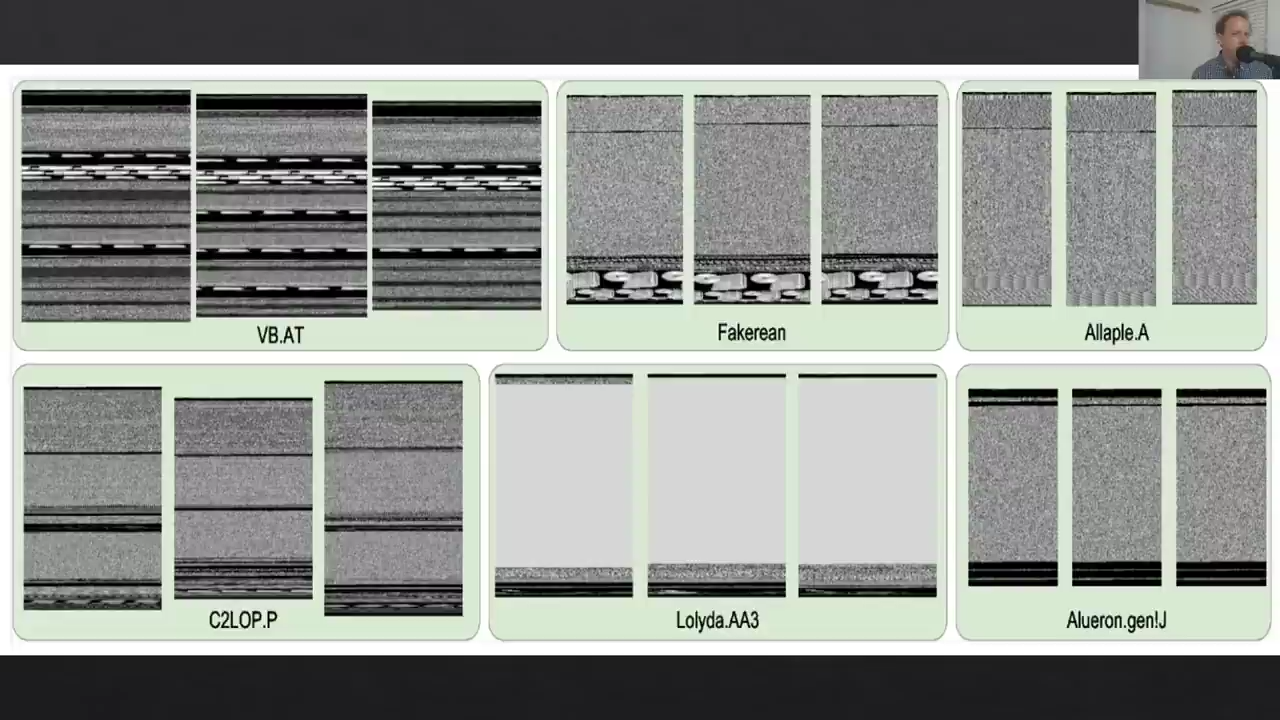 VB.AT
Fakerean
Allaple.A
C2LOP.P
Lolyda.AA3
Alueron.gen!J